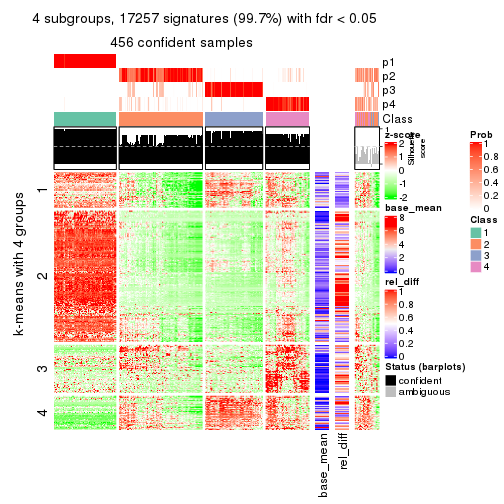 4 subgroups, 17257 signatures (99.7%) with fdr < 0.05
456 confident samples
p1
p2
p3
p4
Class
1
Silhouette
score
k-means with 4 groups
1
2
3
4
base_mean
rel_diff
z-score
2
1
0
-1
-2
base_mean
8
6
4
2
0
rel_diff
1
0.8
0.6
0.4
0.2
0
Status (barplots)
confident
ambiguous
Prob
1
0.8
0.6
0.4
0.2
0
Class
1
2
3
4